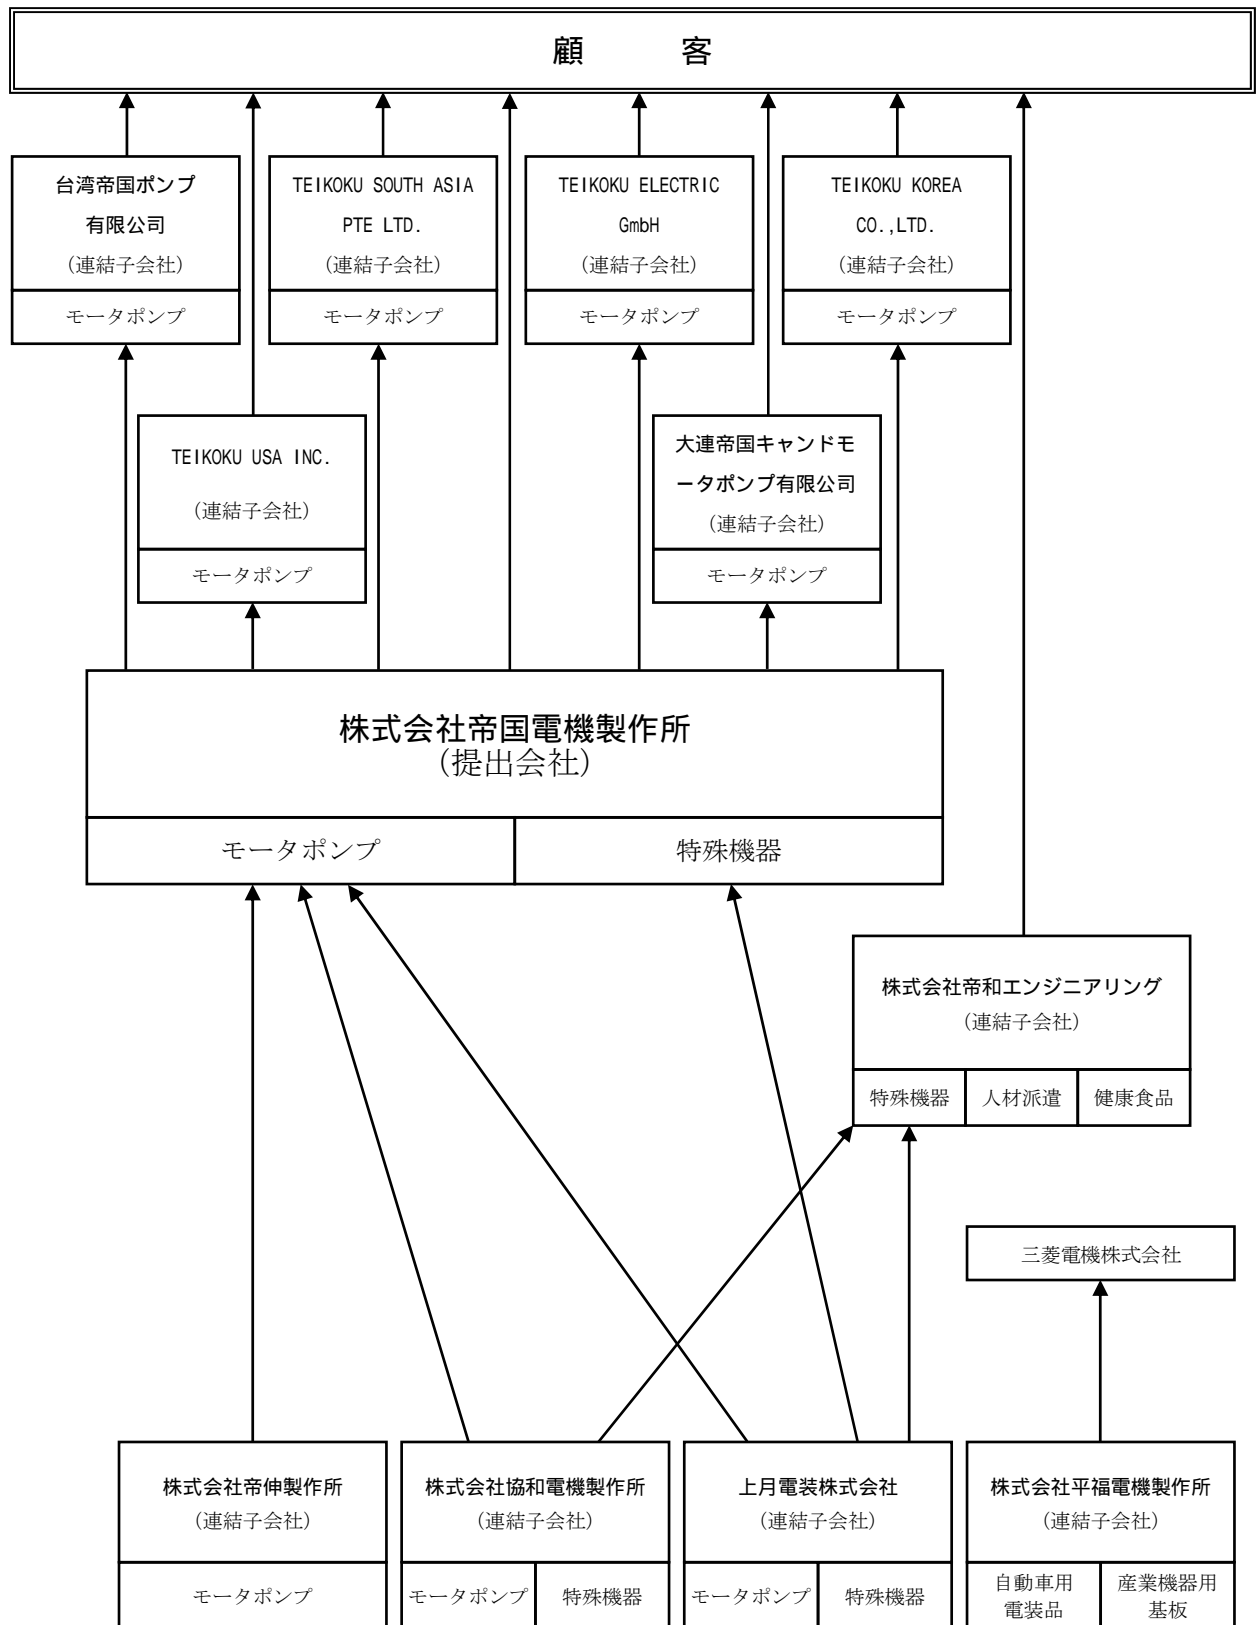 顧 客
台湾帝国ポンプ
有限公司
(連結子会社)
モータポンプ
TEIKOKU SOUTH ASIA
PTE LTD.
(連結子会社)
モータポンプ
TEIKOKU ELECTRIC
GmbH
(連結子会社)
モータポンプ
TEIKOKU KOREA
CO.,LTD.
(連結子会社)
モータポンプ
TEIKOKU USA INC.
(連結子会社)
モータポンプ
大連帝国キャンドモ
ータポンプ有限公司
(連結子会社)
モータポンプ
株式会社帝国電機製作所
(提出会社)
モータポンプ
特殊機器
株式会社帝和エンジニアリング
(連結子会社)
特殊機器
人材派遣
健康食品
三菱電機株式会社
株式会社帝伸製作所
(連結子会社)
モータポンプ
株式会社協和電機製作所
(連結子会社)
モータポンプ
特殊機器
上月電装株式会社
(連結子会社)
モータポンプ
特殊機器
株式会社平福電機製作所
(連結子会社)
自動車用
電装品
産業機器用
基板